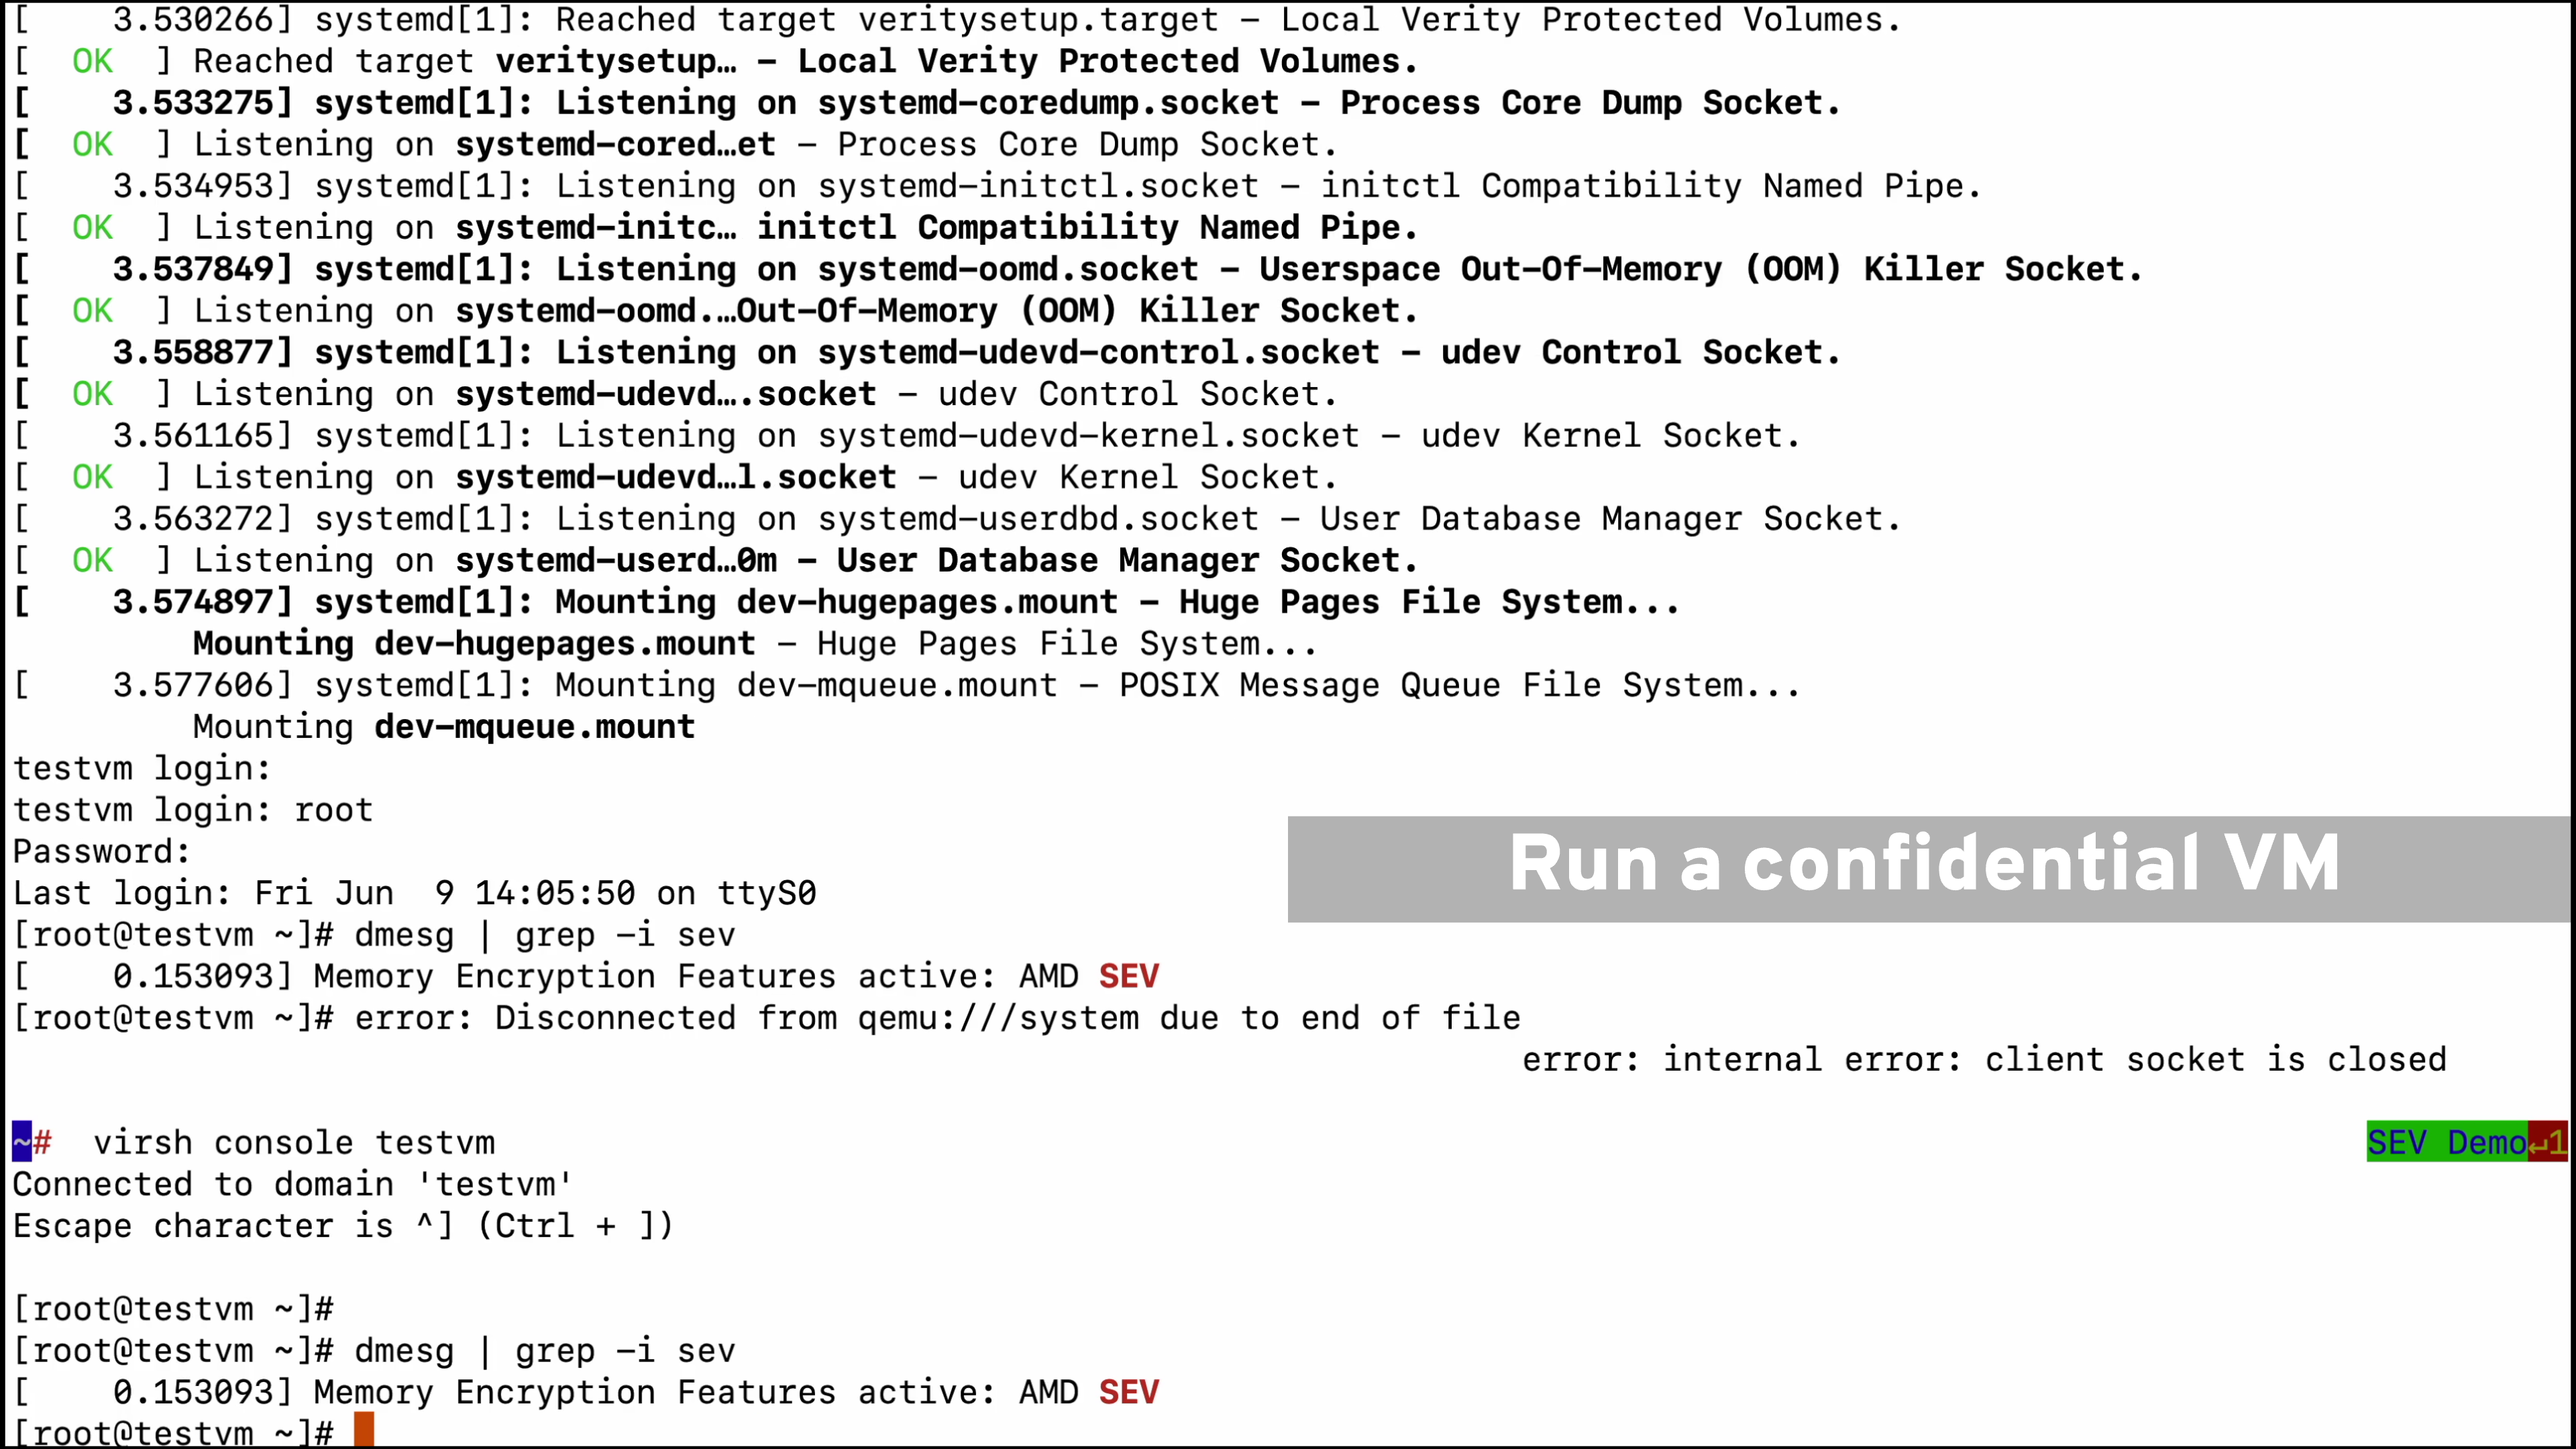 [    3.530266] systemd[1]: Reached target veritysetup.target – Local Verity Protected Volumes.
[  OK  ] Reached target veritysetup… – Local Verity Protected Volumes.
[    3.533275] systemd[1]: Listening on systemd-coredump.socket – Process Core Dump Socket.
[  OK  ] Listening on systemd-cored…et – Process Core Dump Socket.
[    3.534953] systemd[1]: Listening on systemd-initctl.socket – initctl Compatibility Named Pipe.
[  OK  ] Listening on systemd-initc… initctl Compatibility Named Pipe.
[    3.537849] systemd[1]: Listening on systemd-oomd.socket – Userspace Out-Of-Memory (OOM) Killer Socket.
[  OK  ] Listening on systemd-oomd.…Out-Of-Memory (OOM) Killer Socket.
[    3.558877] systemd[1]: Listening on systemd-udevd-control.socket – udev Control Socket.
[  OK  ] Listening on systemd-udevd….socket – udev Control Socket.
[    3.561165] systemd[1]: Listening on systemd-udevd-kernel.socket – udev Kernel Socket.
[  OK  ] Listening on systemd-udevd…l.socket – udev Kernel Socket.
[    3.563272] systemd[1]: Listening on systemd-userdbd.socket – User Database Manager Socket.
[  OK  ] Listening on systemd-userd…0m – User Database Manager Socket.
[    3.574897] systemd[1]: Mounting dev-hugepages.mount – Huge Pages File System...
         Mounting dev-hugepages.mount – Huge Pages File System...
[    3.577606] systemd[1]: Mounting dev-mqueue.mount – POSIX Message Queue File System...
         Mounting dev-mqueue.mount
testvm login:
testvm login: root
Password:
Run a confidential VM
Last login: Fri Jun  9 14:05:50 on ttyS0
[root@testvm ~]# dmesg | grep -i sev
[    0.153093] Memory Encryption Features active: AMD SEV
[root@testvm ~]# error: Disconnected from qemu:///system due to end of file
error: internal error: client socket is closed
~#  virsh console testvm
SEV Demo↵1
Connected to domain 'testvm'
Escape character is ^] (Ctrl + ])
[root@testvm ~]#
[root@testvm ~]# dmesg | grep -i sev
[    0.153093] Memory Encryption Features active: AMD SEV
[root@testvm ~]#